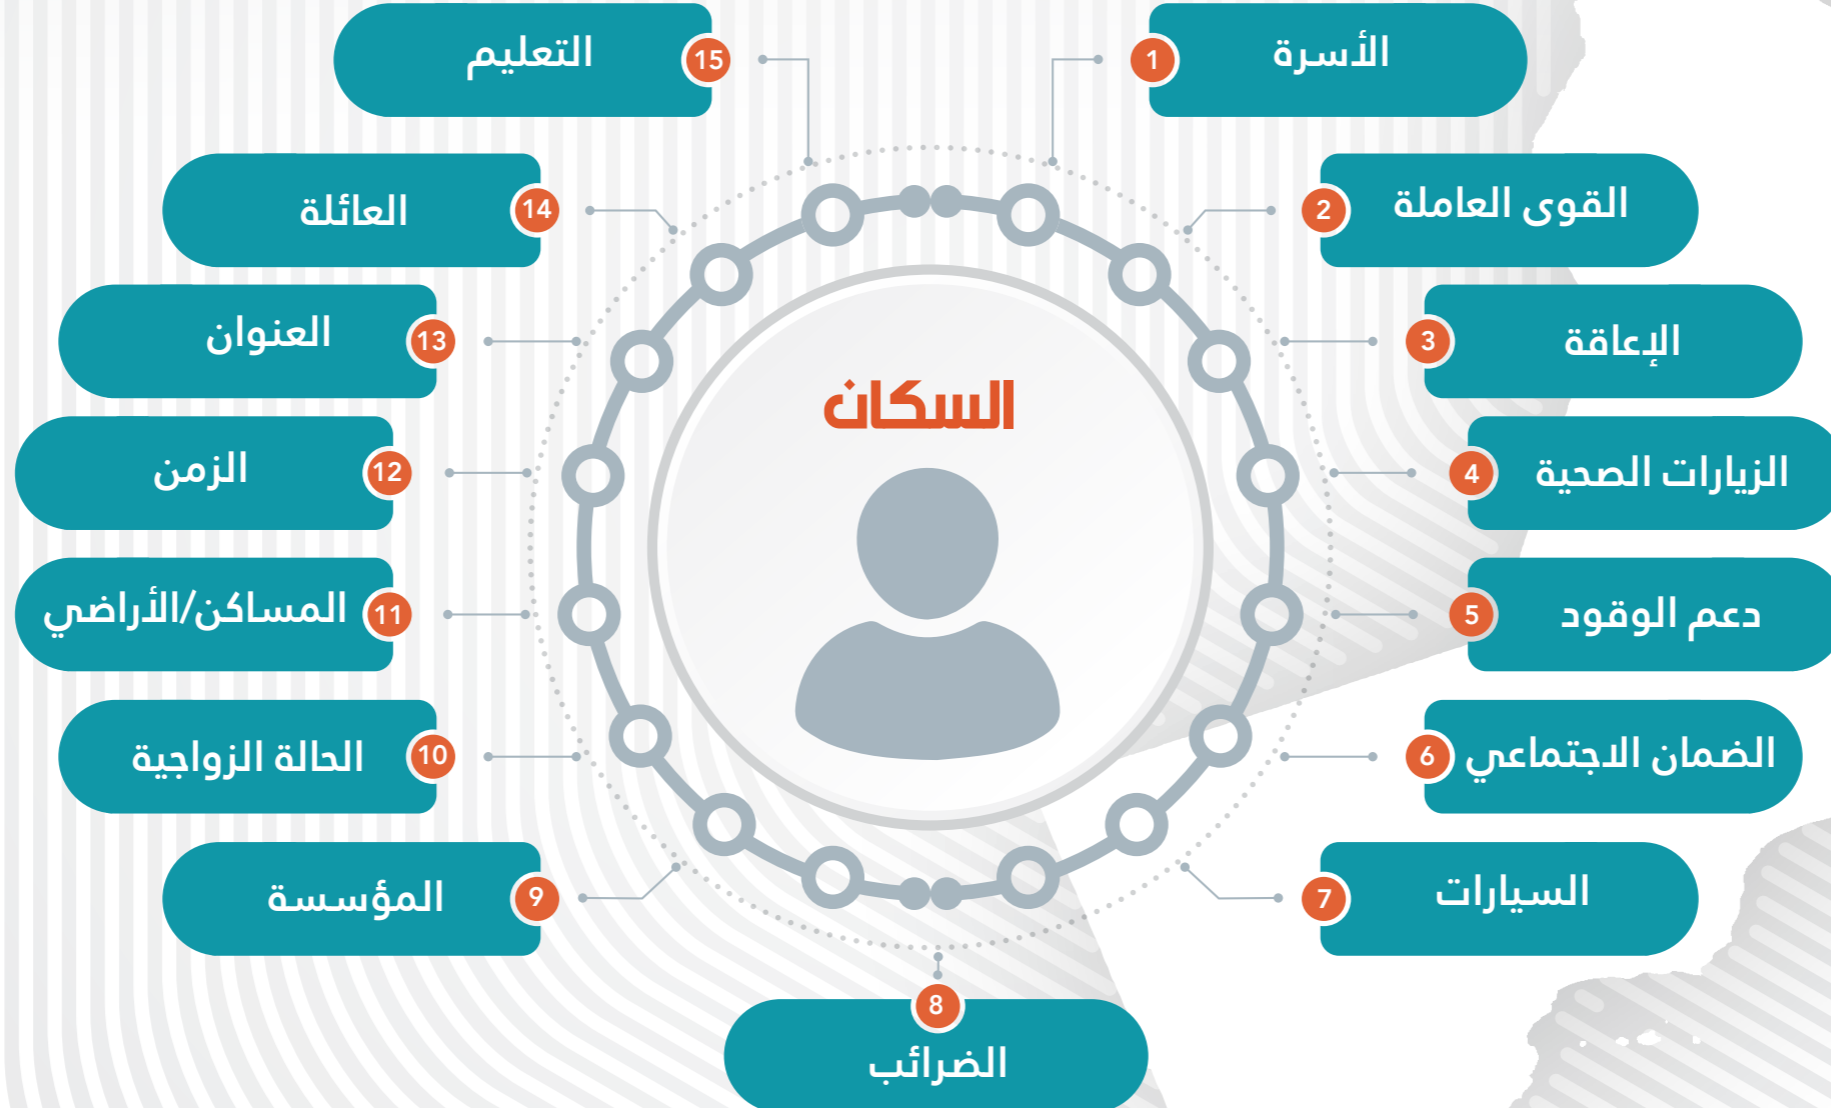 السكان
1 الأسرة
2 القوى العاملة
3 الإعاقة
4 الزيارات الصحية
5 دعم الوقود
6 الضمان الاجتماعي
7 السيارات
8 الضرائب
9 المؤسسة
10 الحالة الزواجية
11 المساكن/الأراضي
12 الزمن
13 العنوان
14 العائلة
15 التعليم